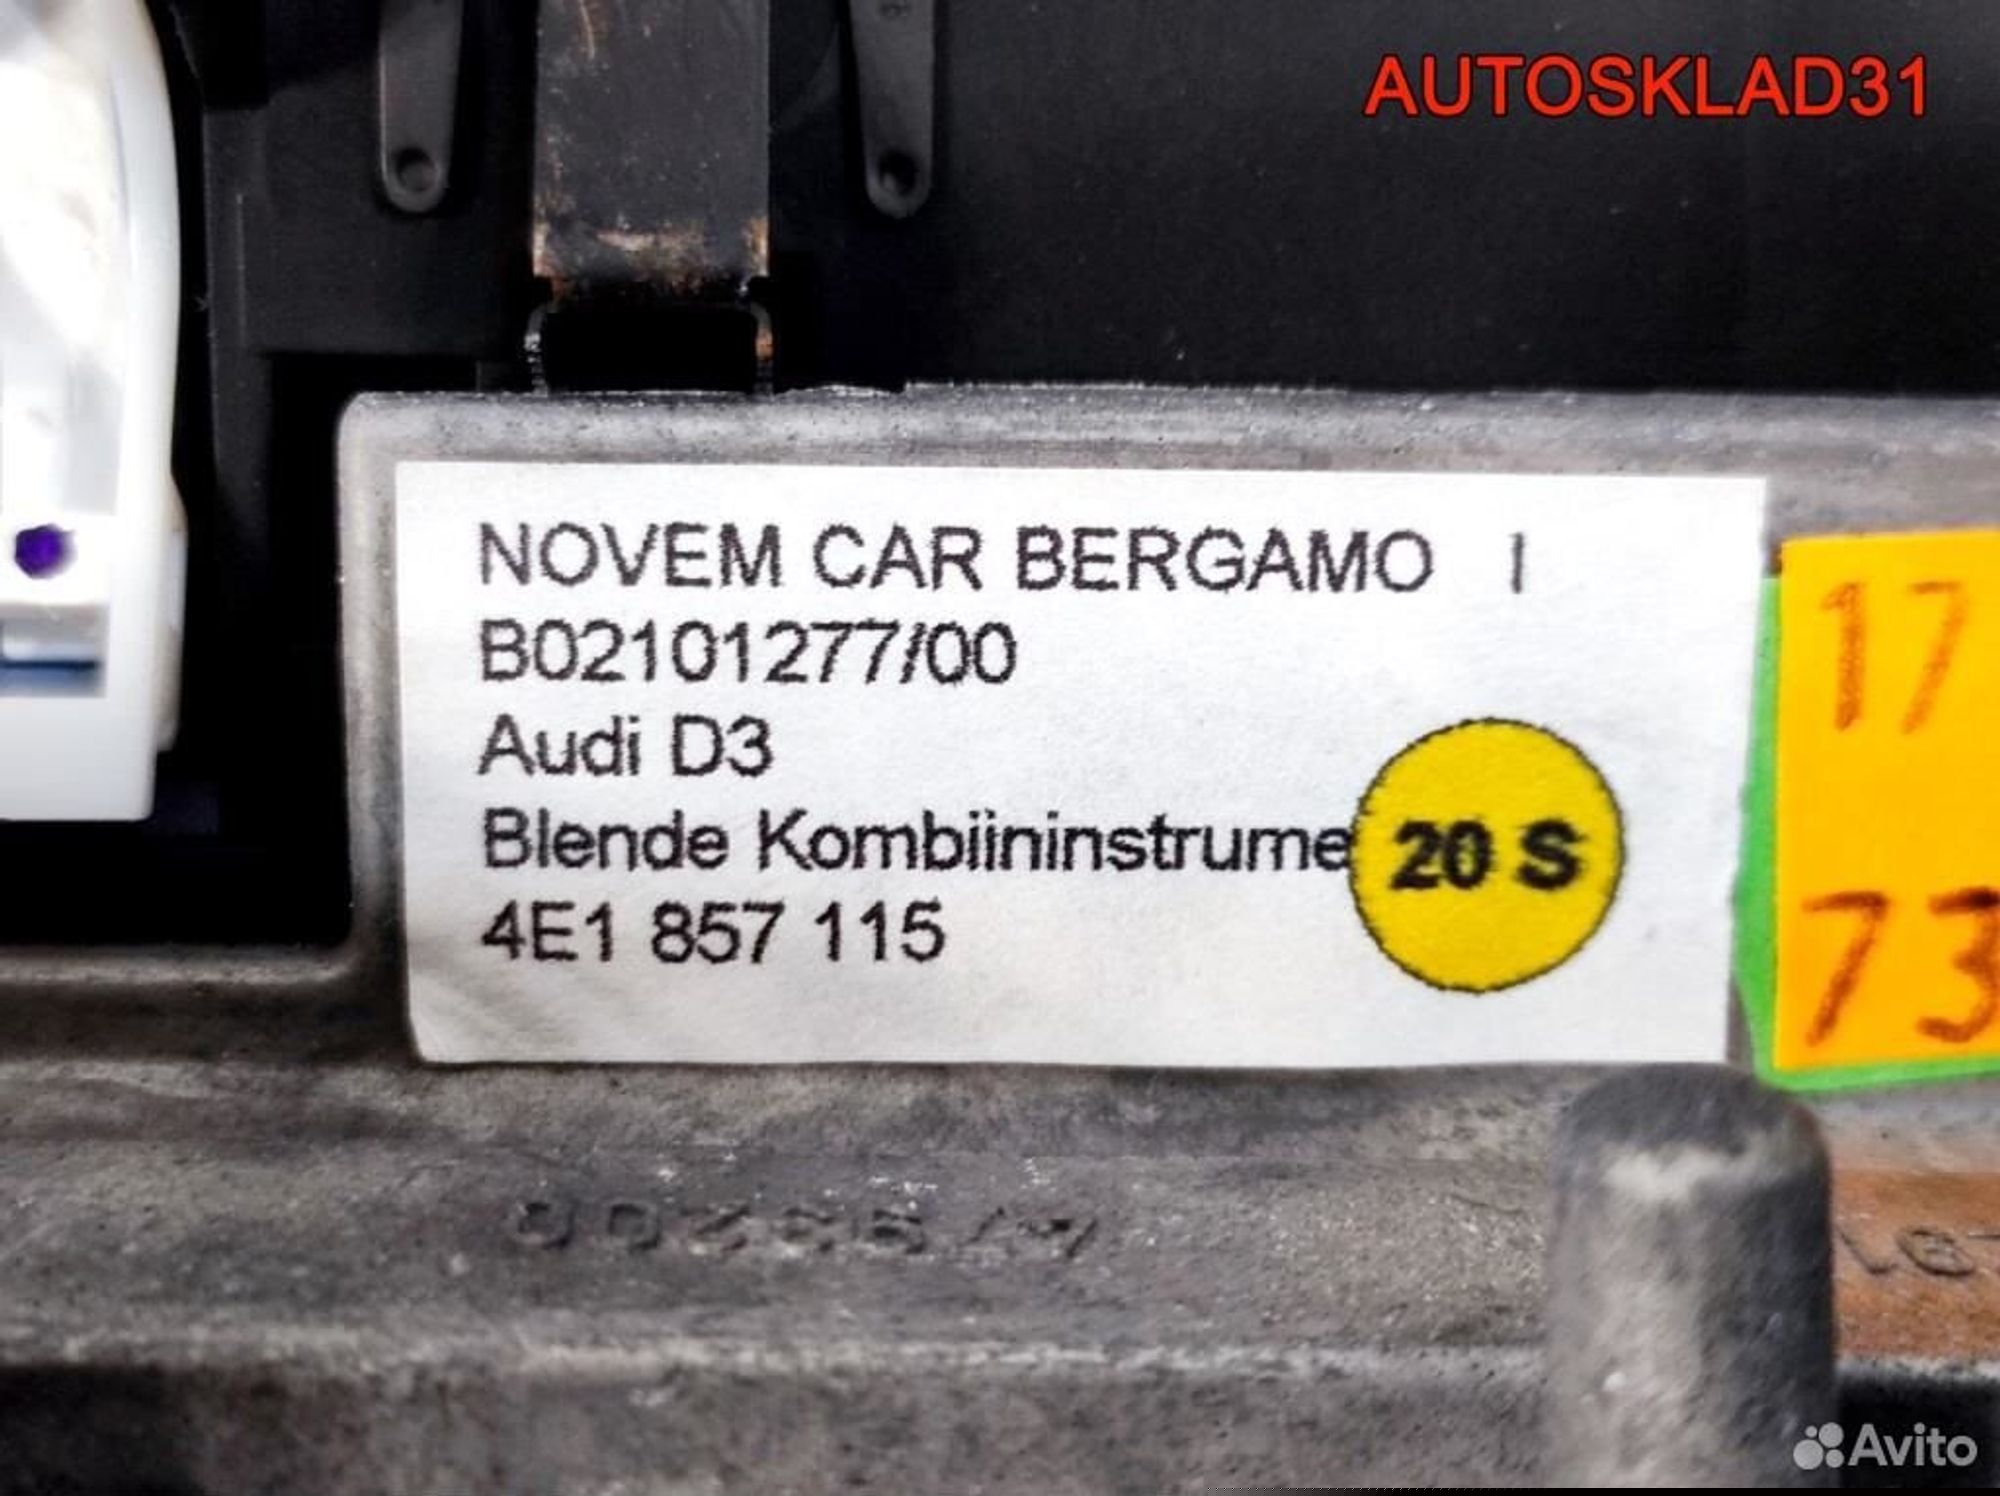 AUTOSKLAD31
NOVEM CAR BERGAMO I
B02101277/00
Audi D3
Blende Kombiininstrume
20 S
4E1 857 115
17
73
Avito